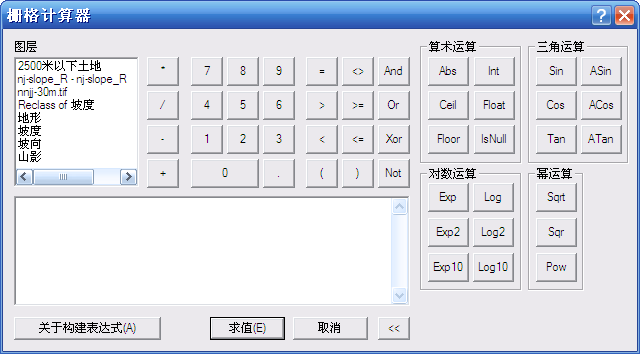 栅格计算器
图层
2500米以下土地
nj-slope_R - nj-slope_R
nnjj-30m.tif
Reclass of 坡度
地形
坡度
坡向
山影
* 7 8 9 = <> And
/ 4 5 6 > >= Or
- 1 2 3 < <= Xor
+ 0 . ( ) Not
算术运算
Abs Int
Ceil Float
Floor IsNull
三角运算
Sin ASin
Cos ACos
Tan ATan
对数运算
Exp Log
Exp2 Log2
Exp10 Log10
幂运算
Sqrt
Sqr
Pow
关于构建表达式(A) 求值(E) 取消 <<